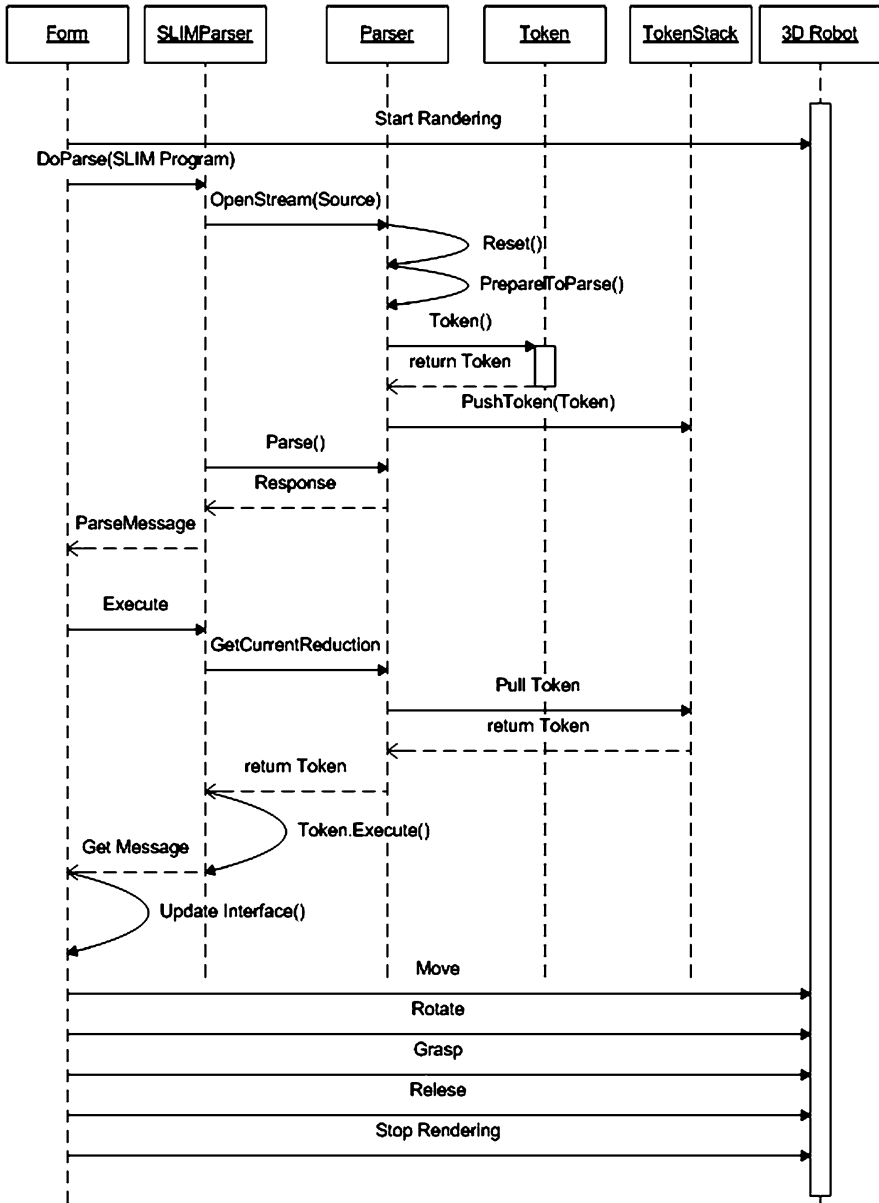 Form
SLIMParser
Parser
Token
TokenStack
3D Robot
Start Randering
DoParse(SLIM Program)
OpenStream(Source)
Reset()
PrepareToParse()
Token()
return Token
PushToken(Token)
Parse()
Response
ParseMessage
Execute
GetCurrentReduction
Pull Token
return Token
return Token
Token.Execute()
Get Message
Update Interface()
Move
Rotate
Grasp
Relese
Stop Rendering